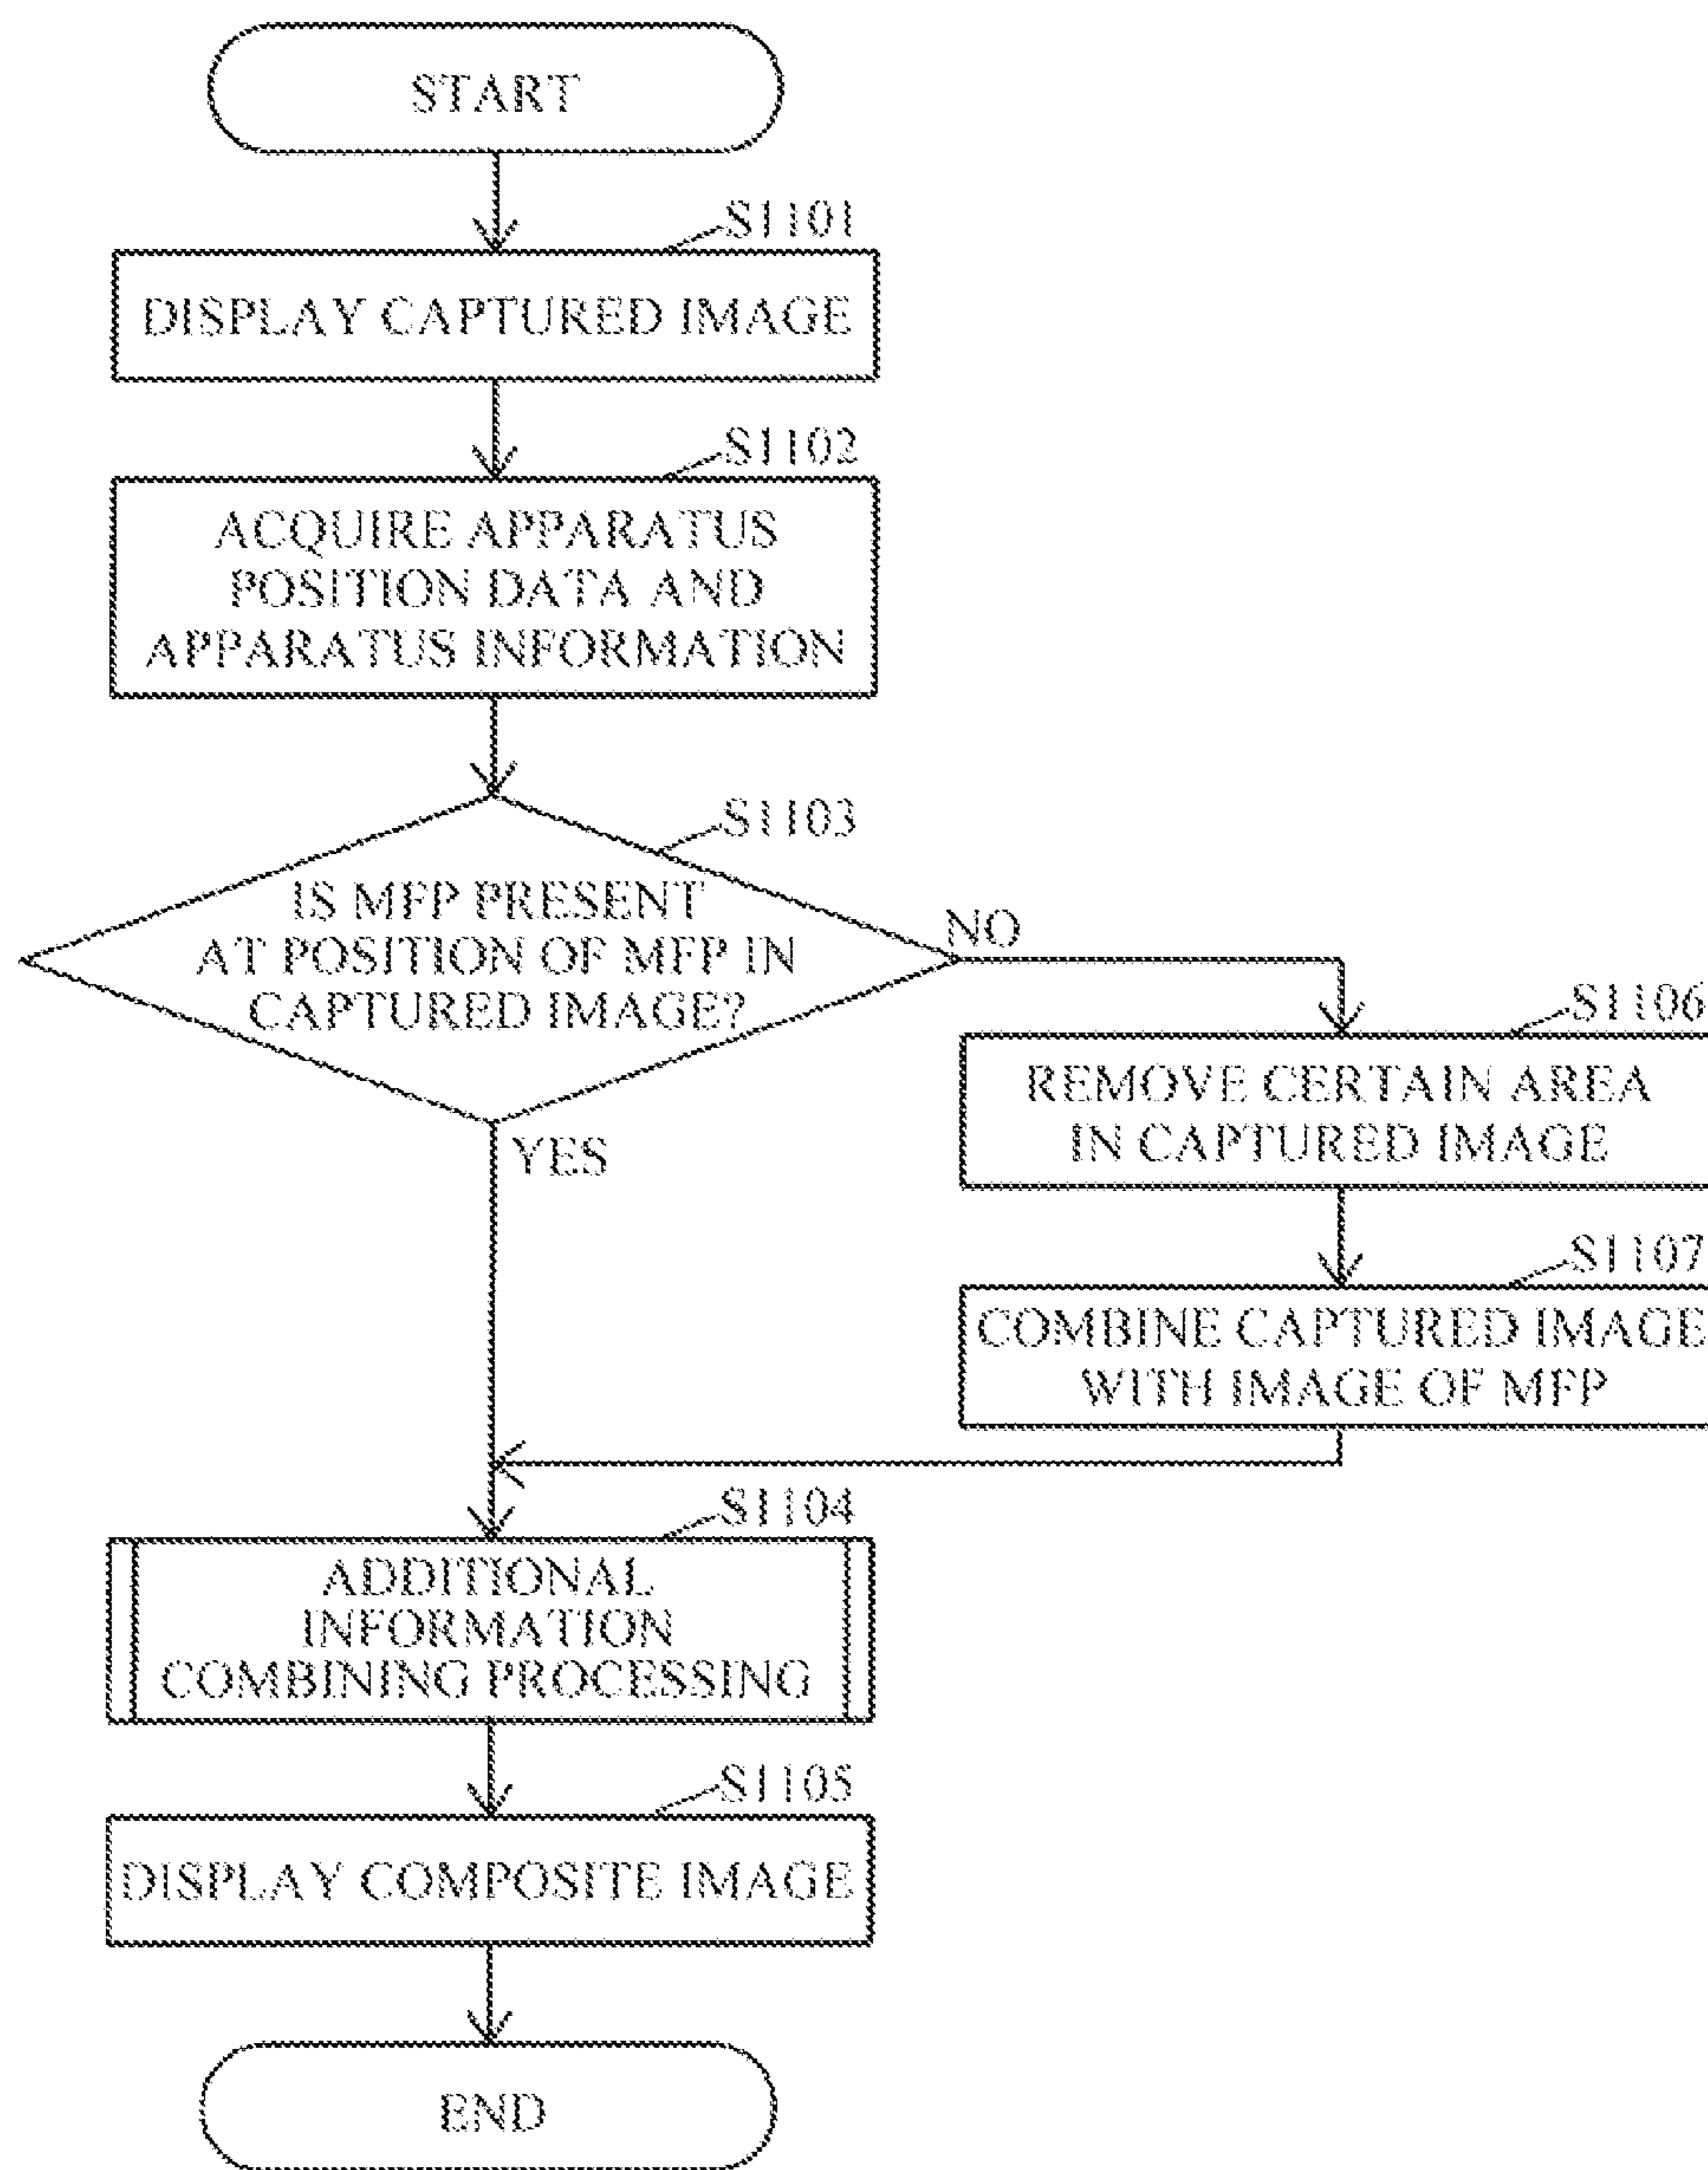 START
S1101
DISPLAY CAPTURED IMAGE
S1102
ACQUIRE APPARATUS
POSITION DATA AND
APPARATUS INFORMATION
S1103
IS MFP PRESENT
AT POSITION OF MFP IN
CAPTURED IMAGE?
NO
YES
S1106
REMOVE CERTAIN AREA
IN CAPTURED IMAGE
S1107
COMBINE CAPTURED IMAGE
WITH IMAGE OF MFP
S1104
ADDITIONAL
INFORMATION
COMBINING PROCESSING
S1105
DISPLAY COMPOSITE IMAGE
END